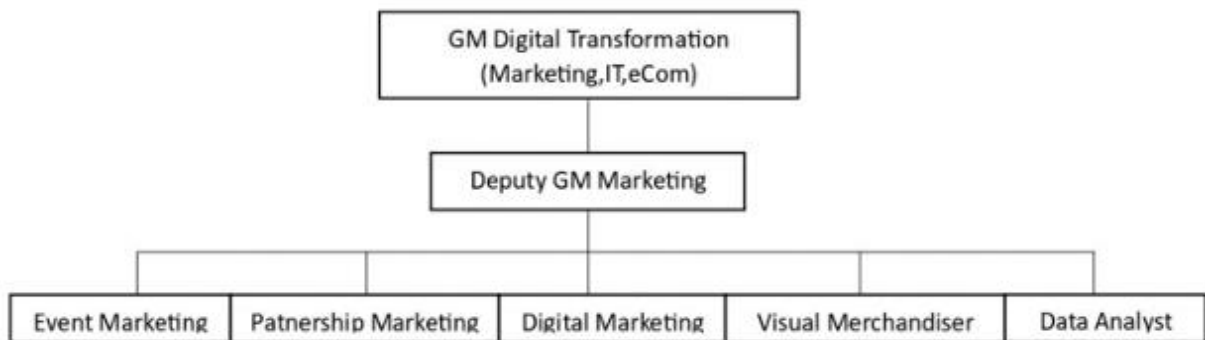 GM Digital Transformation
(Marketing,IT,eCom)
Deputy GM Marketing
Event Marketing
Patnership Marketing
Digital Marketing
Visual Merchandiser
Data Analyst